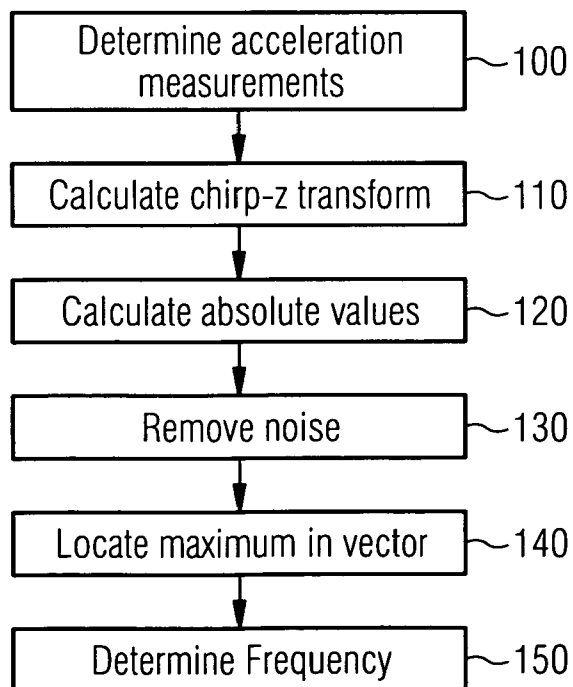 Determine acceleration
measurements
100
Calculate chirp-z transform
110
Calculate absolute values
120
Remove noise
130
Locate maximum in vector
140
Determine Frequency
150